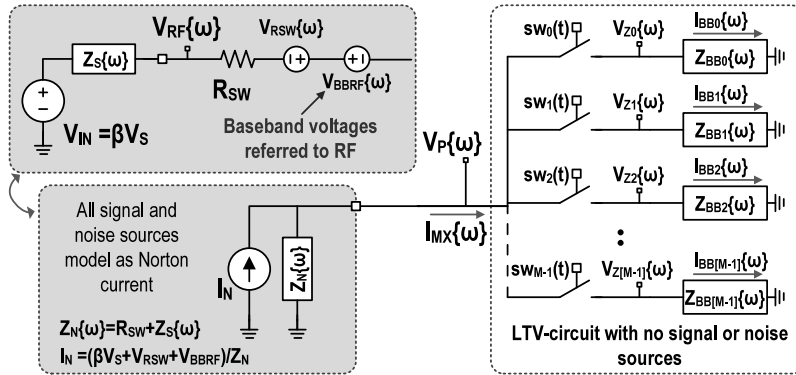 V_RF{ω}
V_RSW{ω}
Z_S{ω}
R_SW
V_BBRF{ω}
V_IN =βV_S
Baseband voltages
referred to RF
All signal and
noise sources
model as Norton
current
I_N
Z_N{ω}
Z_N{ω}=R_SW+Z_S{ω}
I_N=(βV_S+V_RSW+V_BBRF)/Z_N
V_P{ω}
I_MX{ω}
sw_0(t)
V_Z0{ω}
I_BB0{ω}
Z_BB0{ω}
sw_1(t)
V_Z1{ω}
I_BB1{ω}
Z_BB1{ω}
sw_2(t)
V_Z2{ω}
I_BB2{ω}
Z_BB2{ω}
:
sw_M-1(t)
V_Z[M-1]{ω}
I_BB[M-1]{ω}
Z_BB[M-1]{ω}
LTV-circuit with no signal or noise
sources